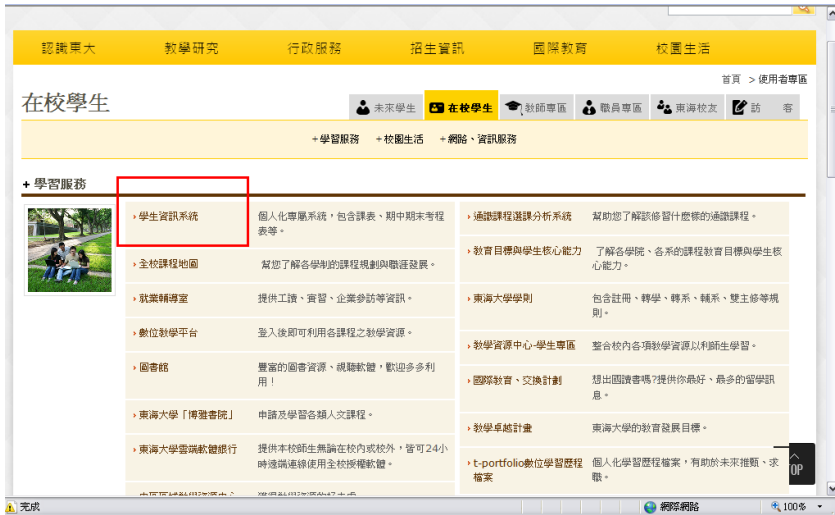 認識東大 教學研究 行政服務 招生資訊 國際教育 校園生活
首頁 >使用者專區
在校學生
未來學生 在校學生 教師專區 職員專區 東海校友 訪 客
+學習服務 +校園生活 +網路、資訊服務
+ 學習服務
›學生資訊系統 個人化專屬系統，包含課表、期中期末考程
表等。
›全校課程地圖 幫您了解各學制的課程規劃與職涯發展。
›就業輔導室 提供工讀、實習、企業參訪等資訊。
›數位教學平台 登入後即可利用各課程之教學資源。
›圖書館 豐富的圖書資源、視聽軟體，歡迎多多利
用！
›東海大學「博雅書院」 申請及學習各類人文課程。
›東海大學雲端軟體銀行 提供本校師生無論在校內或校外，皆可24小
時遠端連線使用全校授權軟體。
›通識課程選課分析系統 幫助您了解該修習什麼樣的通識課程。
›教育目標與學生核心能力 了解各學院、各系的課程教育目標與學生核
心能力。
›東海大學學則 包含註冊、轉學、轉系、輔系、雙主修等規
則。
›教學資源中心-學生專區 整合校內各項教學資源以利師生學習。
›國際教育、交換計劃 想出國讀書嗎?提供你最好、最多的留學訊
息。
›教學卓越計畫 東海大學的教育發展目標。
›t-portfolio數位學習歷程 個人化學習歷程檔案，有助於未來推甄、求
檔案 職。
TOP
完成 網際網路 100%